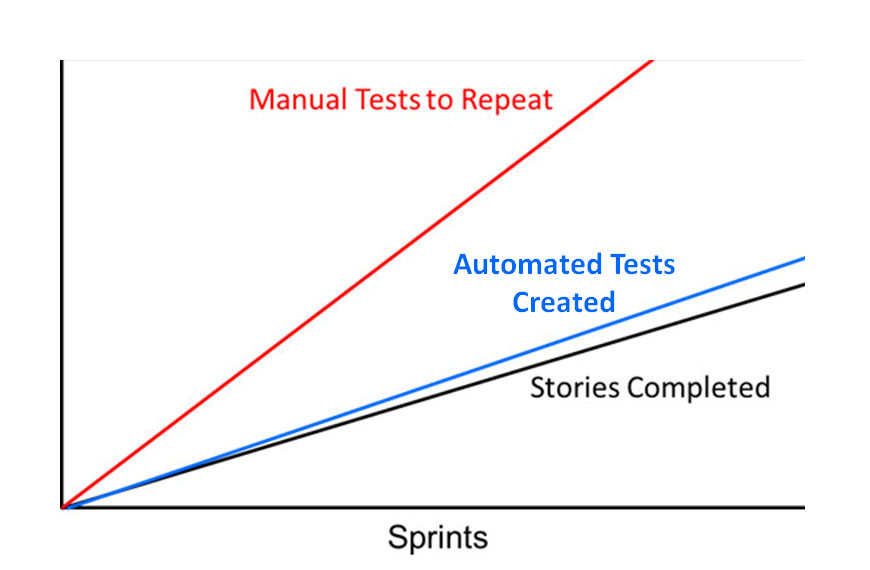 Manual Tests to Repeat
Automated Tests
Created
Stories Completed
Sprints